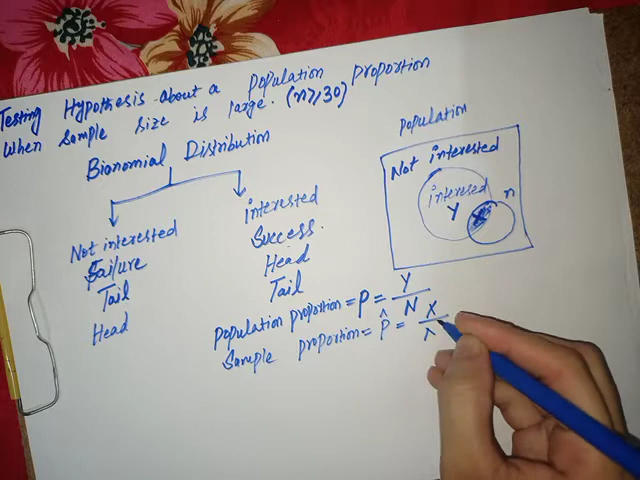 Testing Hypothesis about a population proportion
when sample size is large. (n≥30)
Bionomial Distribution
Not interested
Failure
Tail
Head
interested
Success.
Head
Tail
Population
Not interested
interesed
Y
X
n
population proportion = P = Y/N
Sample proportion = P̂ = X/n